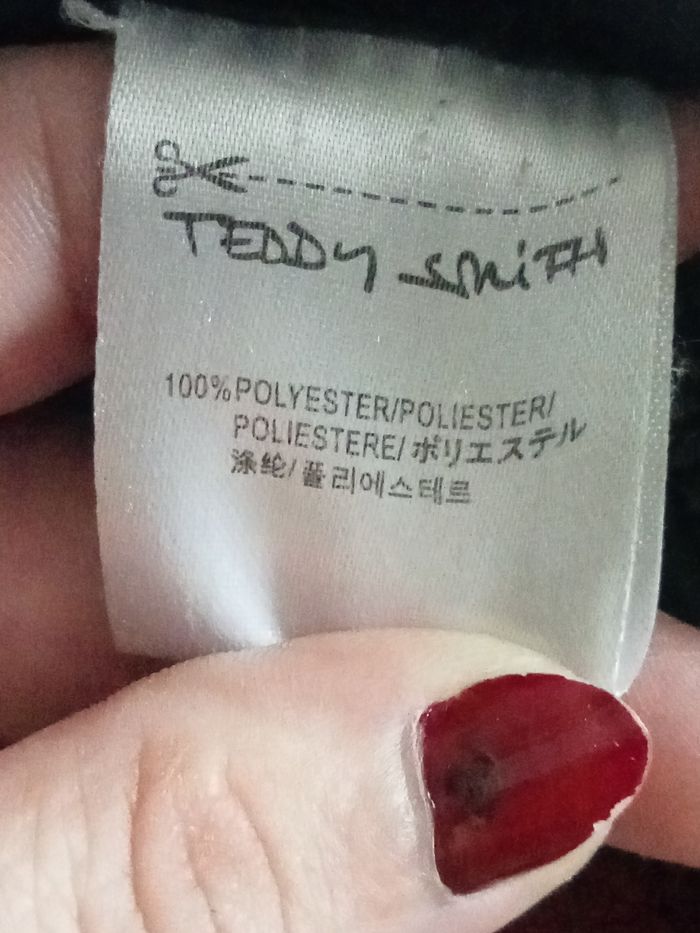 TEDDY SMITH
100%POLYESTER/POLIESTER/
POLIESTERE/ポリエステル
涤纶/폴리에스테르